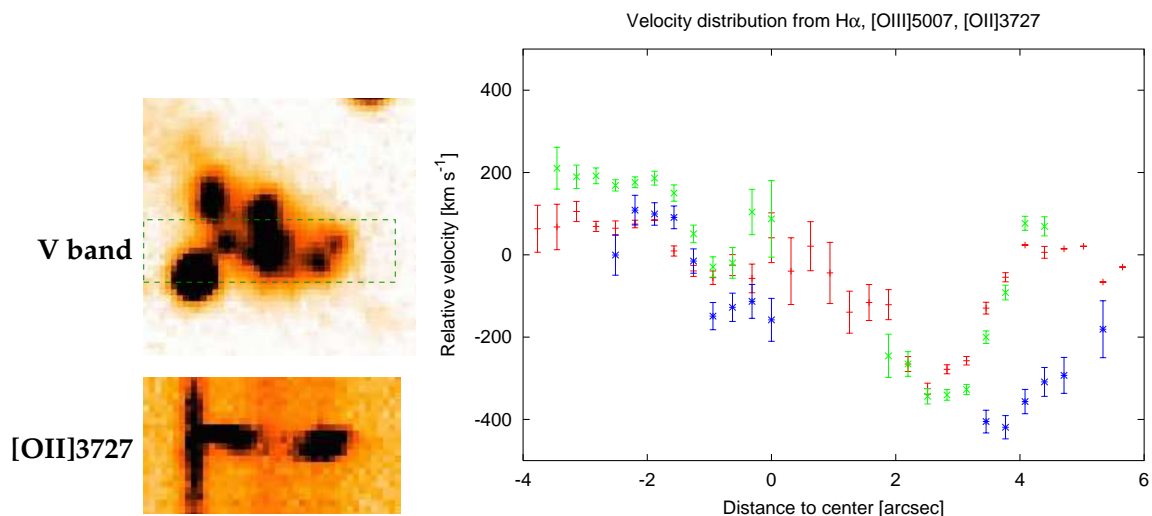 Velocity distribution from Hα, [OIII]5007, [OII]3727
V band
[OII]3727
Relative velocity [km s⁻¹]
400
200
0
-200
-400
-4
-2
0
2
4
6
Distance to center [arcsec]